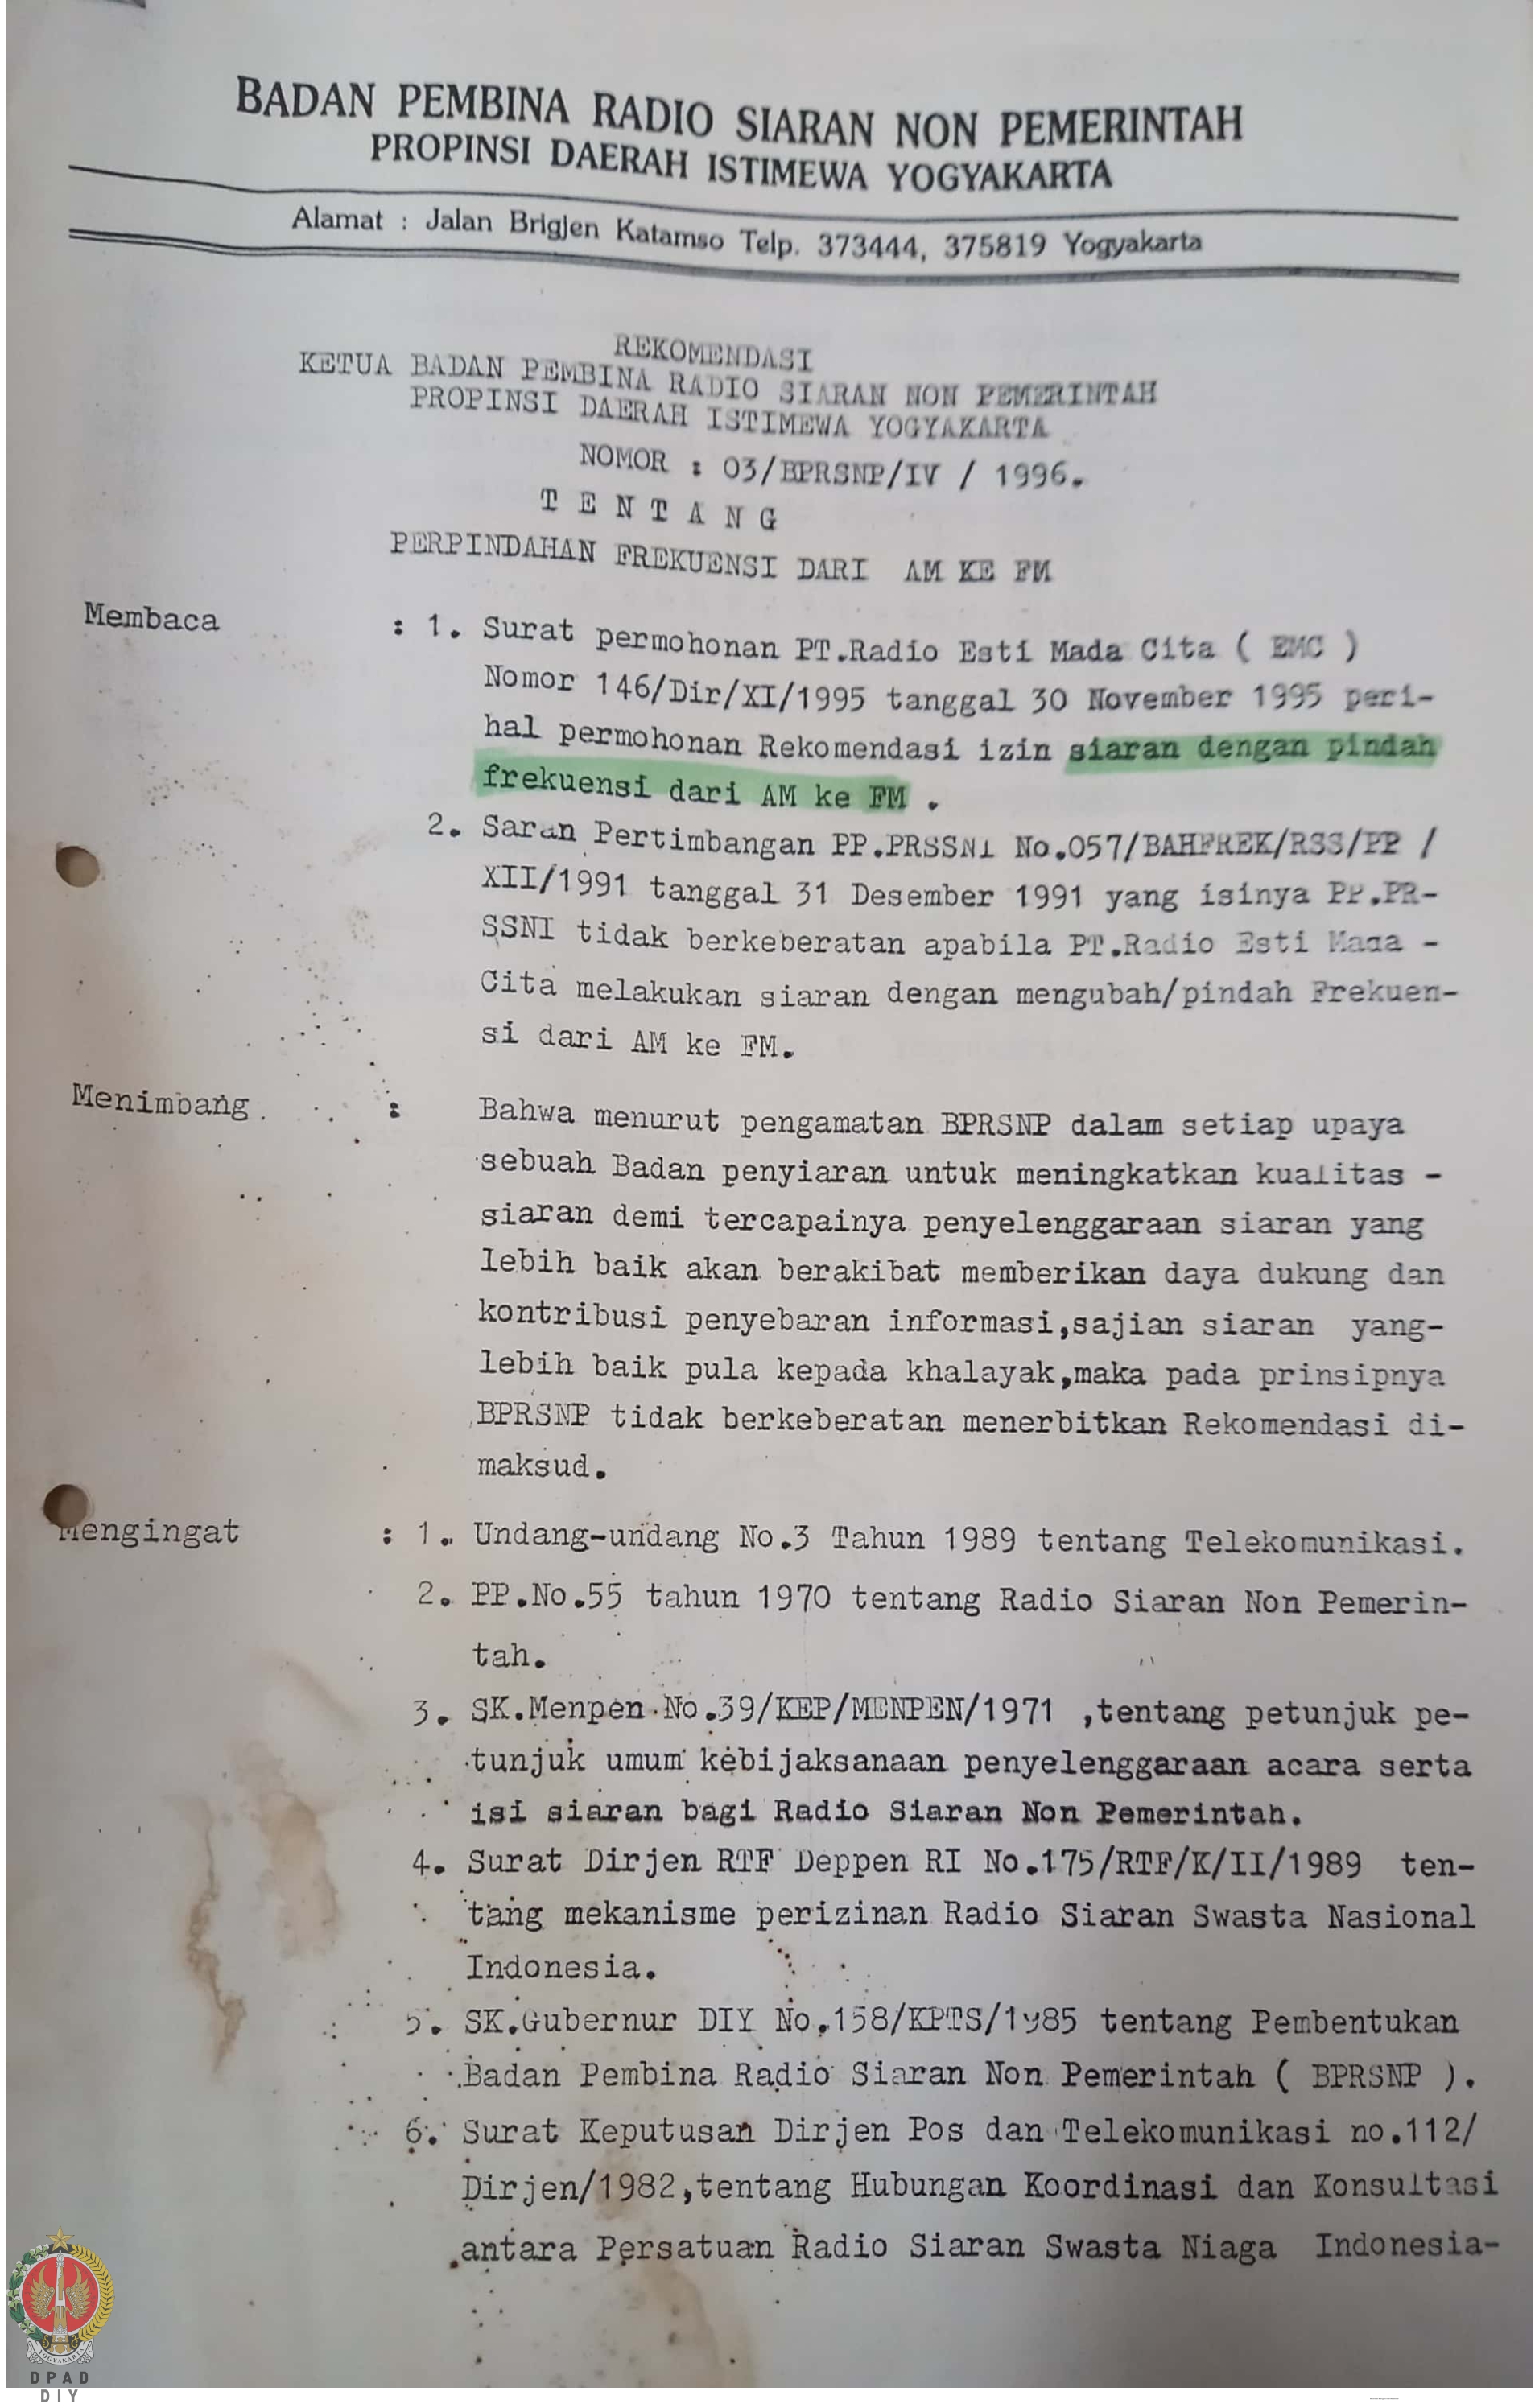 BADAN PEMBINA RADIO SIARAN NON PEMERINTAH
PROPINSI DAERAH ISTIMEWA YOGYAKARTA
Alamat : Jalan Brigjen Katamso Telp. 373444, 375819 Yogyakarta
REKOMENDASI
KETUA BADAN PEMBINA RADIO SIARAN NON PEMERINTAH
PROPINSI DAERAH ISTIMEWA YOGYAKARTA
NOMOR : 03/BPRSNP/IV / 1996.
T E N T A N G
PERPINDAHAN FREKUENSI DARI AM KE FM
Membaca : 1. Surat permohonan PT.Radio Esti Mada Cita ( EMC )
Nomor 146/Dir/XI/1995 tanggal 30 November 1995 peri-
hal permohonan Rekomendasi izin siaran dengan pindah
frekuensi dari AM ke FM .
2. Saran Pertimbangan PP.PRSSNI No.057/BAHFREK/RSS/PP /
XII/1991 tanggal 31 Desember 1991 yang isinya PP.PR-
SSNI tidak berkeberatan apabila PT.Radio Esti Mada -
Cita melakukan siaran dengan mengubah/pindah Frekuen-
si dari AM ke FM.
Menimbang : Bahwa menurut pengamatan BPRSNP dalam setiap upaya
sebuah Badan penyiaran untuk meningkatkan kualitas -
siaran demi tercapainya penyelenggaraan siaran yang
lebih baik akan berakibat memberikan daya dukung dan
kontribusi penyebaran informasi,sajian siaran yang-
lebih baik pula kepada khalayak,maka pada prinsipnya
BPRSNP tidak berkeberatan menerbitkan Rekomendasi di-
maksud.
Mengingat : 1. Undang-undang No.3 Tahun 1989 tentang Telekomunikasi.
2. PP.No.55 tahun 1970 tentang Radio Siaran Non Pemerin-
tah.
3. SK.Menpen No.39/KEP/MENPEN/1971 ,tentang petunjuk pe-
tunjuk umum kebijaksanaan penyelenggaraan acara serta
isi siaran bagi Radio Siaran Non Pemerintah.
4. Surat Dirjen RTF Deppen RI No.175/RTF/K/II/1989 ten-
tang mekanisme perizinan Radio Siaran Swasta Nasional
Indonesia.
5. SK.Gubernur DIY No.158/KPTS/1985 tentang Pembentukan
Badan Pembina Radio Siaran Non Pemerintah ( BPRSNP ).
6. Surat Keputusan Dirjen Pos dan Telekomunikasi no.112/
Dirjen/1982,tentang Hubungan Koordinasi dan Konsultasi
antara Persatuan Radio Siaran Swasta Niaga Indonesia-
YOGYAKARTA
DPAD
DIY